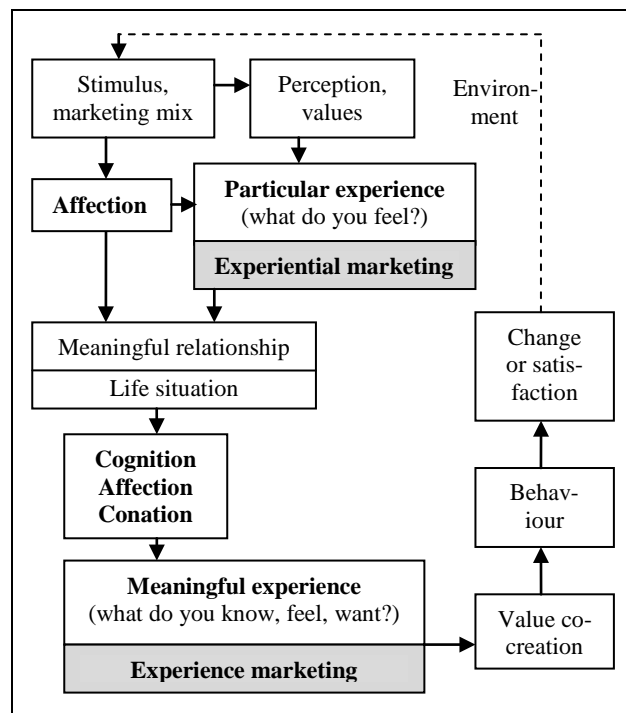 Stimulus,
marketing mix
Perception,
values
Environ-
ment
Affection
Particular experience
(what do you feel?)
Experiential marketing
Meaningful relationship
Life situation
Change
or satis-
faction
Cognition
Affection
Conation
Behav-
iour
Meaningful experience
(what do you know, feel, want?)
Experience marketing
Value co-
creation